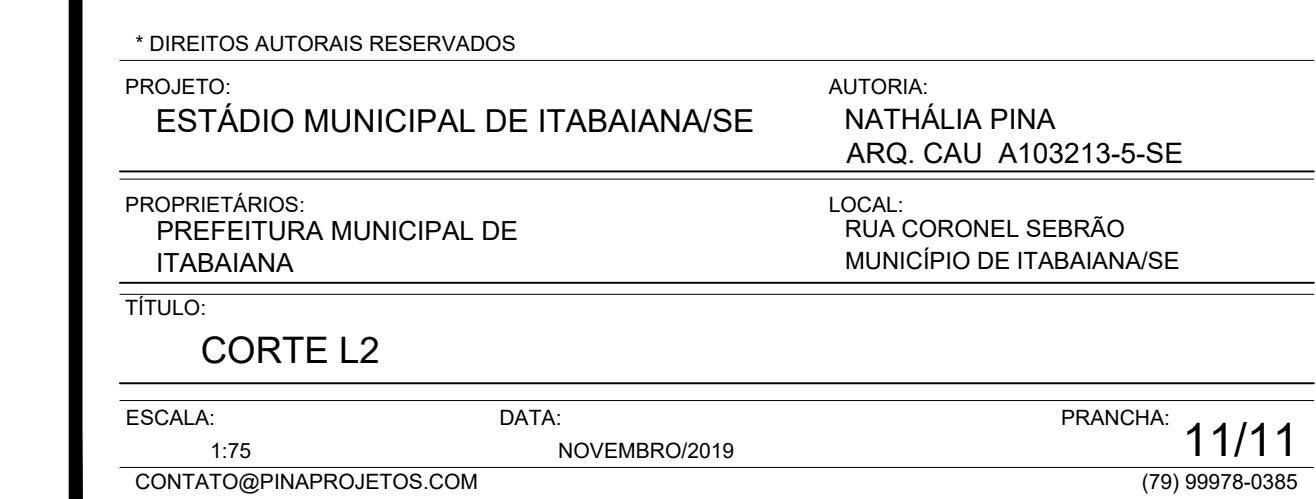 * DIREITOS AUTORAIS RESERVADOS
PROJETO:
ESTÁDIO MUNICIPAL DE ITABAIANA/SE
AUTORIA:
NATHÁLIA PINA
ARQ. CAU A103213-5-SE
PROPRIETÁRIOS:
PREFEITURA MUNICIPAL DE
ITABAIANA
LOCAL:
RUA CORONEL SEBRÃO
MUNICÍPIO DE ITABAIANA/SE
TÍTULO:
CORTE L2
ESCALA:
1:75
DATA:
NOVEMBRO/2019
PRANCHA:
11/11
CONTATO@PINAPROJETOS.COM
(79) 99978-0385